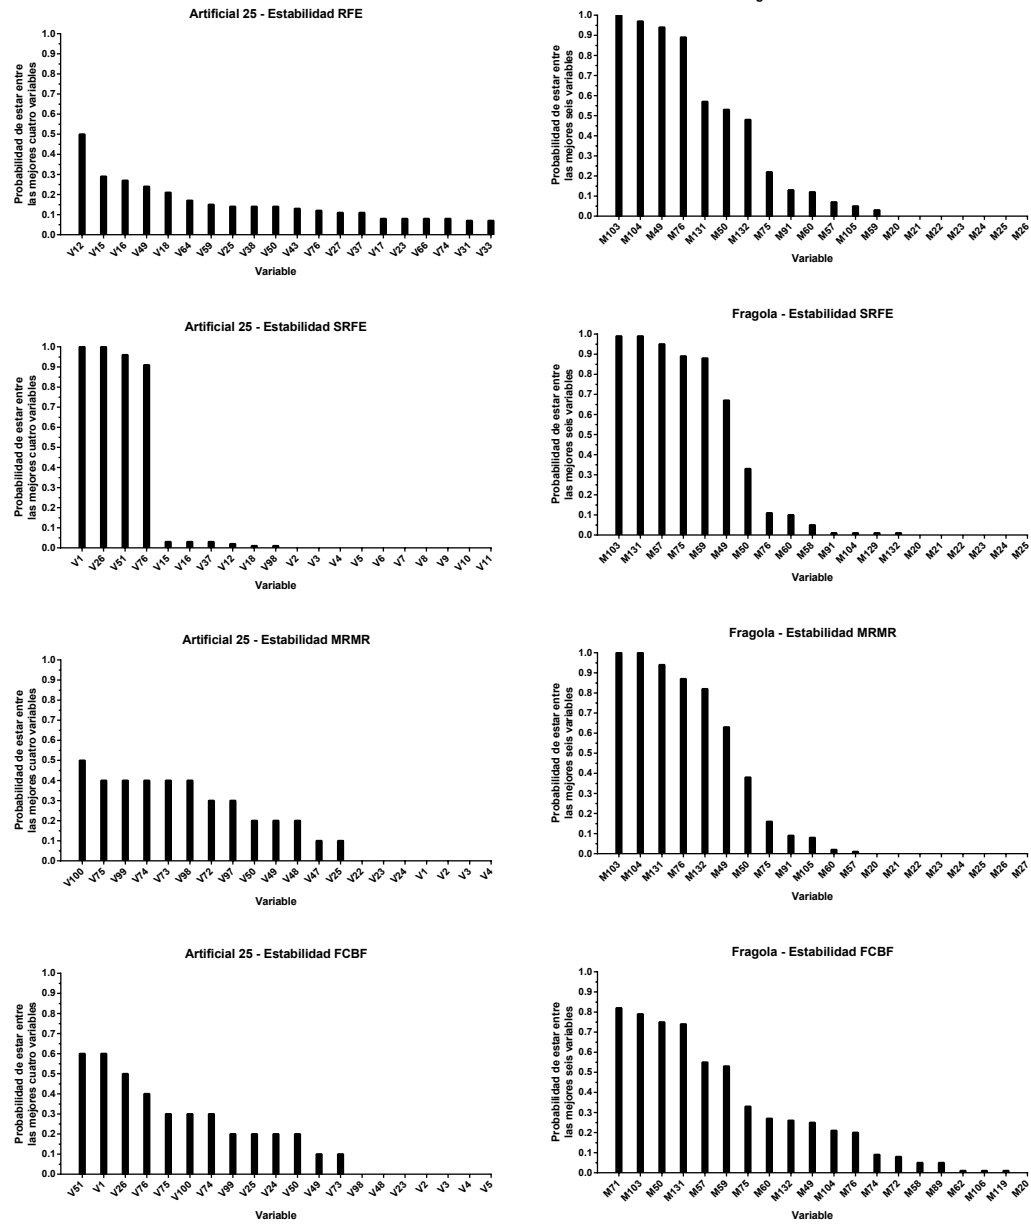 Artificial 25 - Estabilidad RFE
Probabilidad de estar entre
las mejores cuatro variables
1.0
0.9
0.8
0.7
0.6
0.5
0.4
0.3
0.2
0.1
0.0
V12 V15 V16 V49 V18 V64 V59 V25 V38 V50 V43 V76 V27 V37 V17 V23 V66 V74 V31 V33
Variable
Probabilidad de estar entre
las mejores seis variables
1.0
0.9
0.8
0.7
0.6
0.5
0.4
0.3
0.2
0.1
0.0
M103 M104 M49 M76 M131 M50 M132 M75 M91 M60 M57 M105 M59 M20 M21 M22 M23 M24 M25 M26
Variable
Artificial 25 - Estabilidad SRFE
Probabilidad de estar entre
las mejores cuatro variables
1.0
0.9
0.8
0.7
0.6
0.5
0.4
0.3
0.2
0.1
0.0
V1 V26 V51 V76 V15 V16 V37 V12 V18 V98 V2 V3 V4 V5 V6 V7 V8 V9 V10 V11
Variable
Fragola - Estabilidad SRFE
Probabilidad de estar entre
las mejores seis variables
1.0
0.9
0.8
0.7
0.6
0.5
0.4
0.3
0.2
0.1
0.0
M103 M131 M57 M75 M59 M49 M50 M76 M60 M58 M91 M104 M129 M132 M20 M21 M22 M23 M24 M25
Variable
Artificial 25 - Estabilidad MRMR
Probabilidad de estar entre
las mejores cuatro variables
1.0
0.9
0.8
0.7
0.6
0.5
0.4
0.3
0.2
0.1
0.0
V100 V75 V99 V74 V73 V98 V72 V97 V50 V49 V48 V47 V25 V22 V23 V24 V1 V2 V3 V4
Variable
Fragola - Estabilidad MRMR
Probabilidad de estar entre
las mejores seis variables
1.0
0.9
0.8
0.7
0.6
0.5
0.4
0.3
0.2
0.1
0.0
M103 M104 M131 M76 M132 M49 M50 M75 M91 M105 M60 M57 M20 M21 M22 M23 M24 M25 M26 M27
Variable
Artificial 25 - Estabilidad FCBF
Probabilidad de estar entre
las mejores cuatro variables
1.0
0.9
0.8
0.7
0.6
0.5
0.4
0.3
0.2
0.1
0.0
V51 V1 V26 V76 V75 V100 V74 V99 V25 V24 V50 V49 V73 V98 V48 V23 V2 V3 V4 V5
Variable
Fragola - Estabilidad FCBF
Probabilidad de estar entre
las mejores seis variables
1.0
0.9
0.8
0.7
0.6
0.5
0.4
0.3
0.2
0.1
0.0
M71 M103 M50 M131 M57 M59 M75 M60 M132 M49 M104 M76 M74 M72 M58 M89 M62 M106 M119 M20
Variable